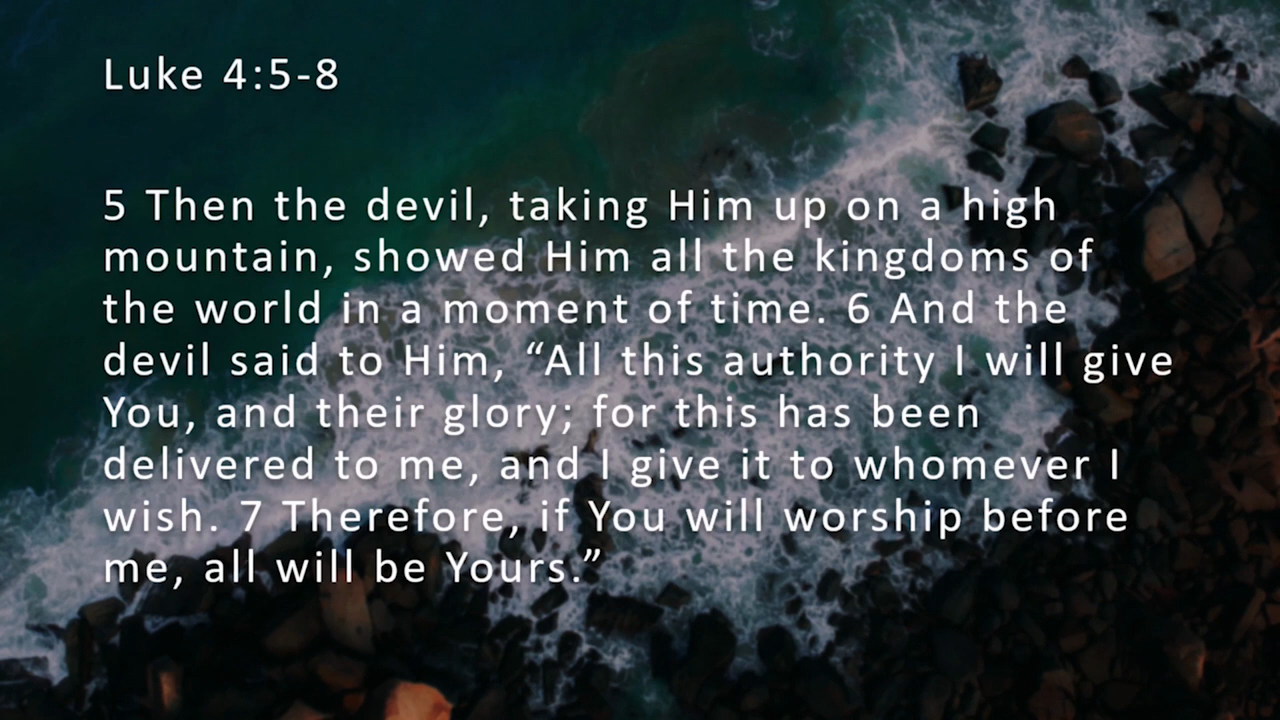 Luke 4:5-8
5 Then the devil, taking Him up on a high
mountain, showed Him all the kingdoms of
the world in a moment of time. 6 And the
devil said to Him, “All this authority I will give
You, and their glory; for this has been
delivered to me, and I give it to whomever I
wish. 7 Therefore, if You will worship before
me, all will be Yours.”